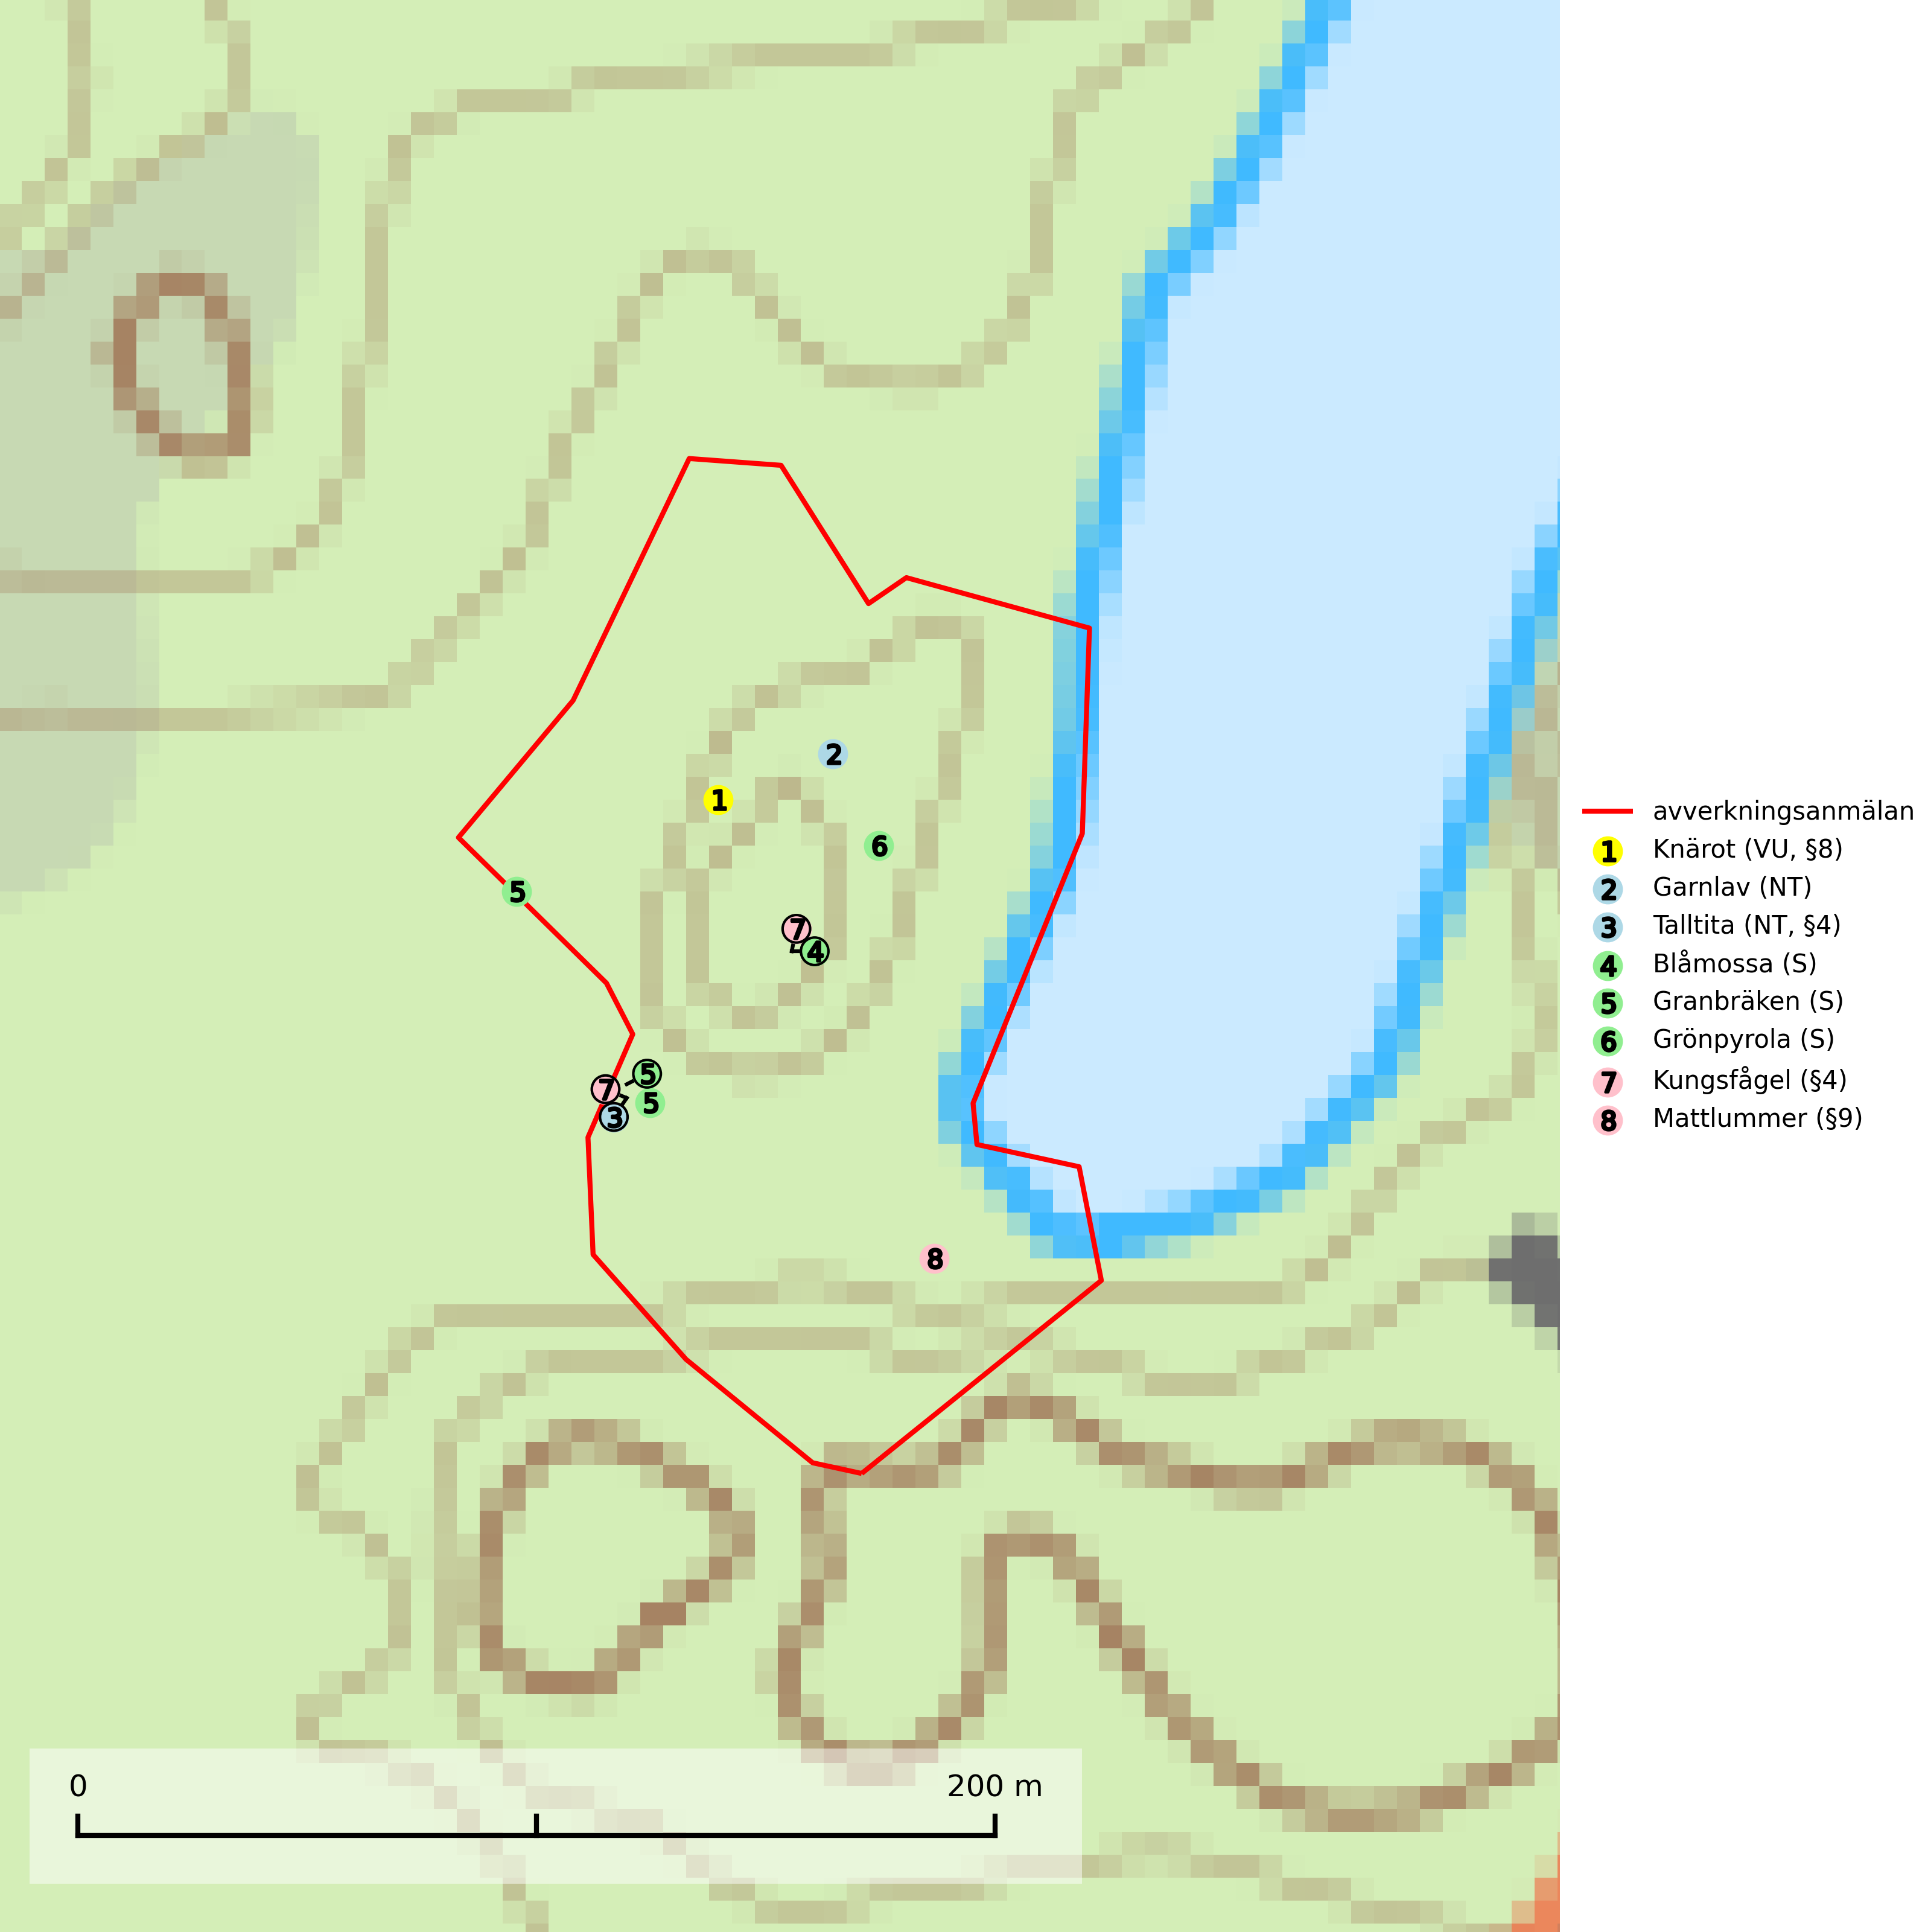 2
1
6
5
7
4
5
7
5
3
8
0 200 m
avverkningsanmälan
1 Knärot (VU, §8)
2 Garnlav (NT)
3 Talltita (NT, §4)
4 Blåmossa (S)
5 Granbräken (S)
6 Grönpyrola (S)
7 Kungsfågel (§4)
8 Mattlummer (§9)